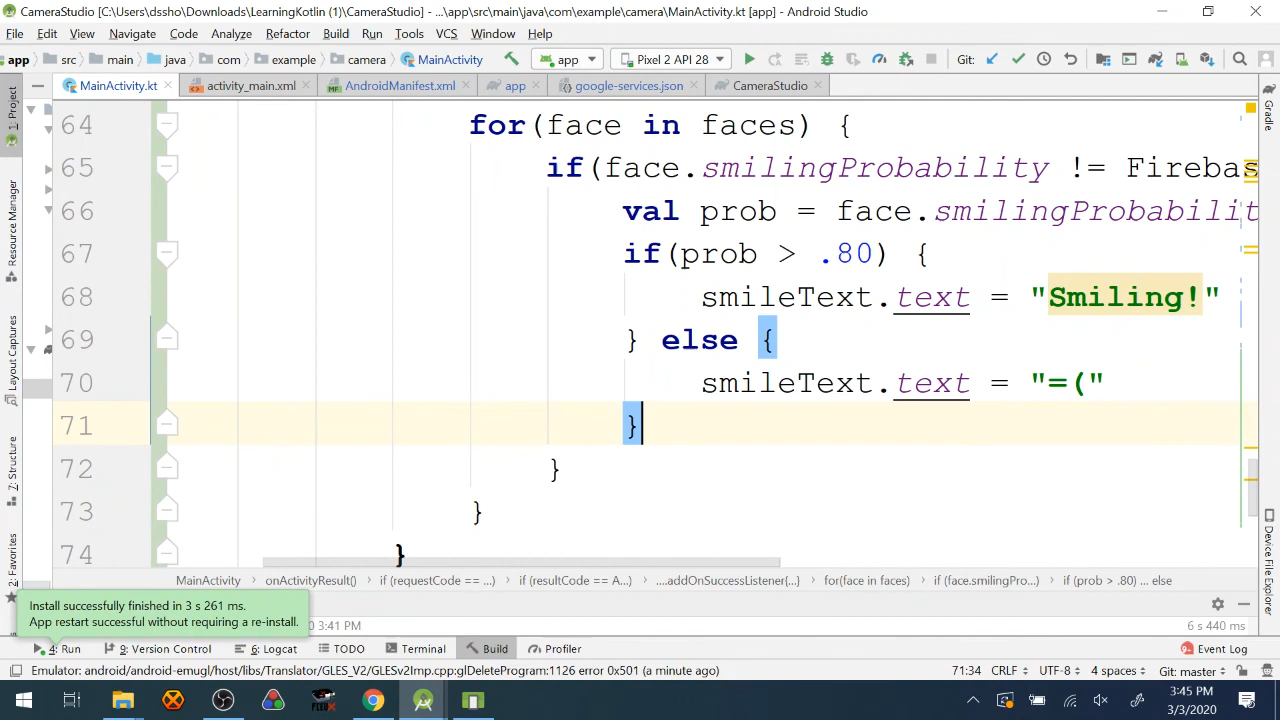 CameraStudio [C:\Users\dssho\Downloads\LearningKotlin (1)\CameraStudio] - ...\app\src\main\java\com\example\camera\MainActivity.kt [app] - Android Studio
File Edit View Navigate Code Analyze Refactor Build Run Tools VCS Window Help
app src main java com example camera MainActivity app Pixel 2 API 28 Git:
MainActivity.kt activity_main.xml AndroidManifest.xml app google-services.json CameraStudio
1: Project
Resource Manager
Layout Captures
7: Structure
2: Favorites
Gradle
Device File Explorer
64 for(face in faces) {
65 if(face.smilingProbability != Firebas
66 val prob = face.smilingProbabilit
67 if(prob > .80) {
68 smileText.text = "Smiling!"
69 } else {
70 smileText.text = "=("
71 }
72 }
73 }
74 }
MainActivity onActivityResult() if (requestCode == ...) if (resultCode == A...) ....addOnSuccessListener{...} for(face in faces) if (face.smilingPro...) if (prob > .80) ... else
Install successfully finished in 3 s 261 ms.
App restart successful without requiring a re-install.
3:41 PM 6 s 440 ms
4: Run 9: Version Control 6: Logcat TODO Terminal Build Profiler Event Log
Emulator: android/android-emugl/host/libs/Translator/GLES_V2/GLESv2Imp.cpp:glDeleteProgram:1126 error 0x501 (a minute ago) 71:34 CRLF UTF-8 4 spaces Git: master
3:45 PM
3/3/2020